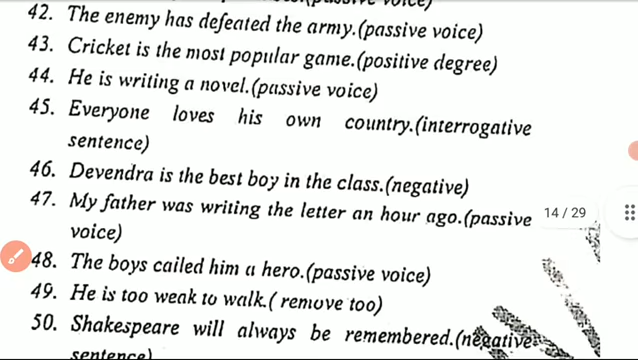 42. The enemy has defeated the army.(passive voice)
43. Cricket is the most popular game.(positive degree)
44. He is writing a novel.(passive voice)
45. Everyone loves his own country.(interrogative
sentence)
46. Devendra is the best boy in the class.(negative)
47. My father was writing the letter an hour ago.(passive
voice)
14 / 29
48. The boys cailed him a hero.(passive voice)
49. He is too weak to walk.( remove too)
50. Shakespeare will always be remembered.(negative
sentence)